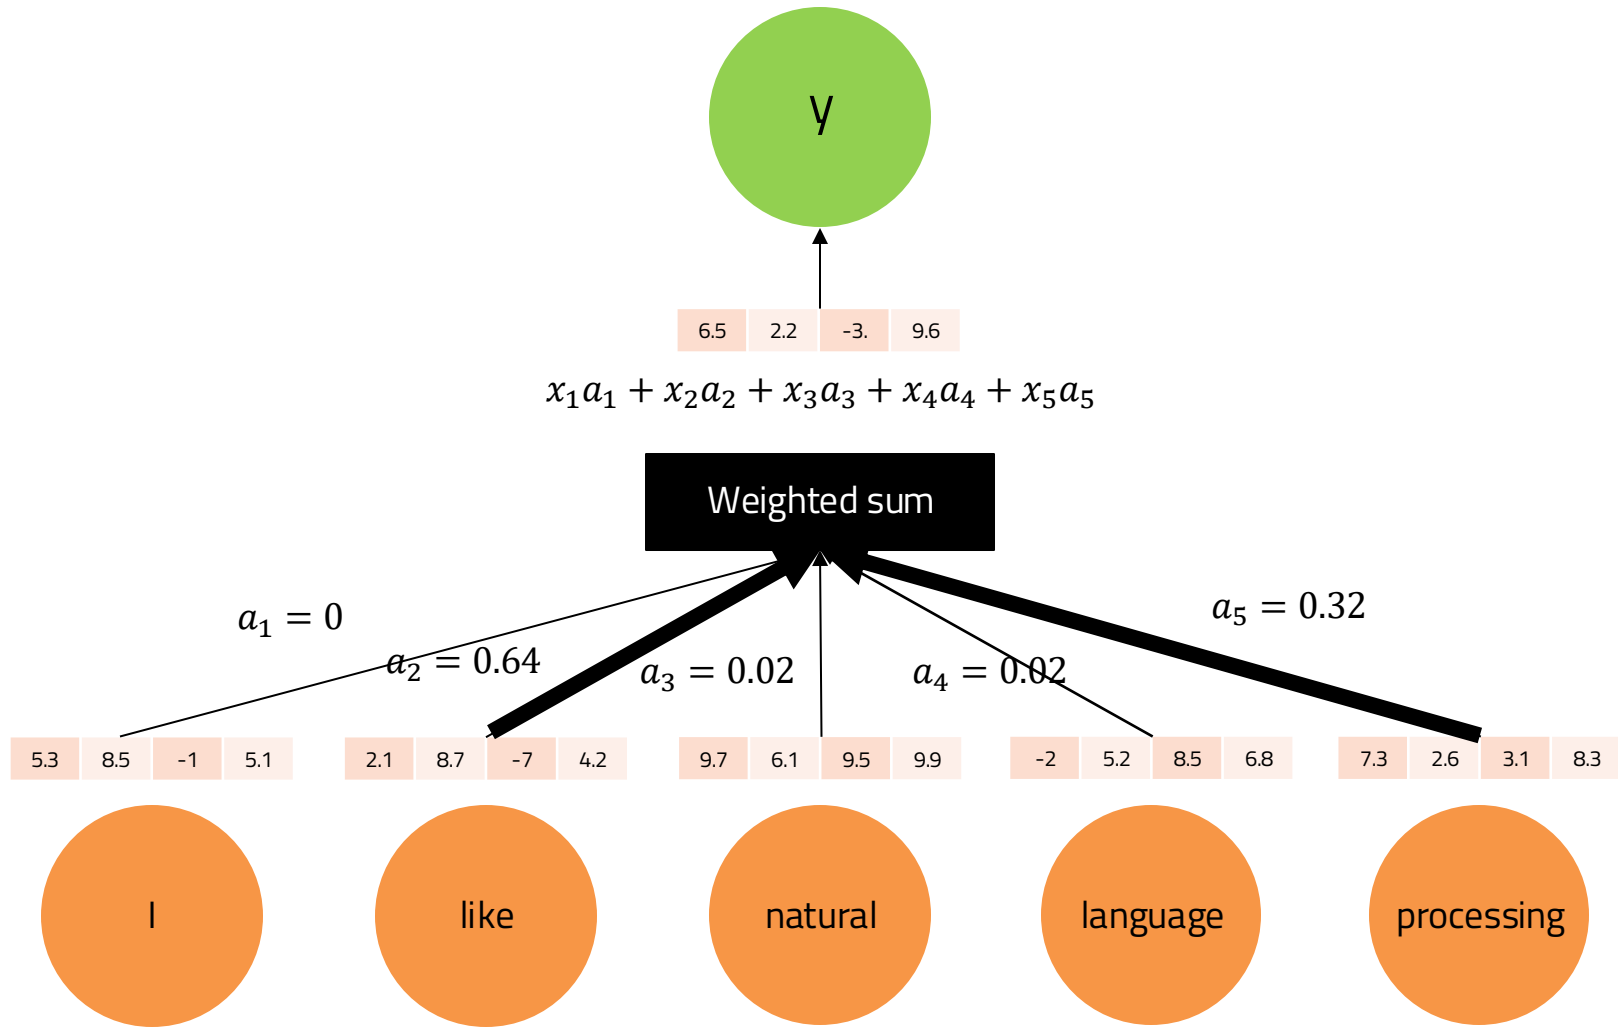 y
6.5 2.2 -3. 9.6
x₁a₁ + x₂a₂ + x₃a₃ + x₄a₄ + x₅a₅
Weighted sum
a₁ = 0
a₂ = 0.64
a₃ = 0.02
a₄ = 0.02
a₅ = 0.32
5.3 8.5 -1 5.1
2.1 8.7 -7 4.2
9.7 6.1 9.5 9.9
-2 5.2 8.5 6.8
7.3 2.6 3.1 8.3
I
like
natural
language
processing